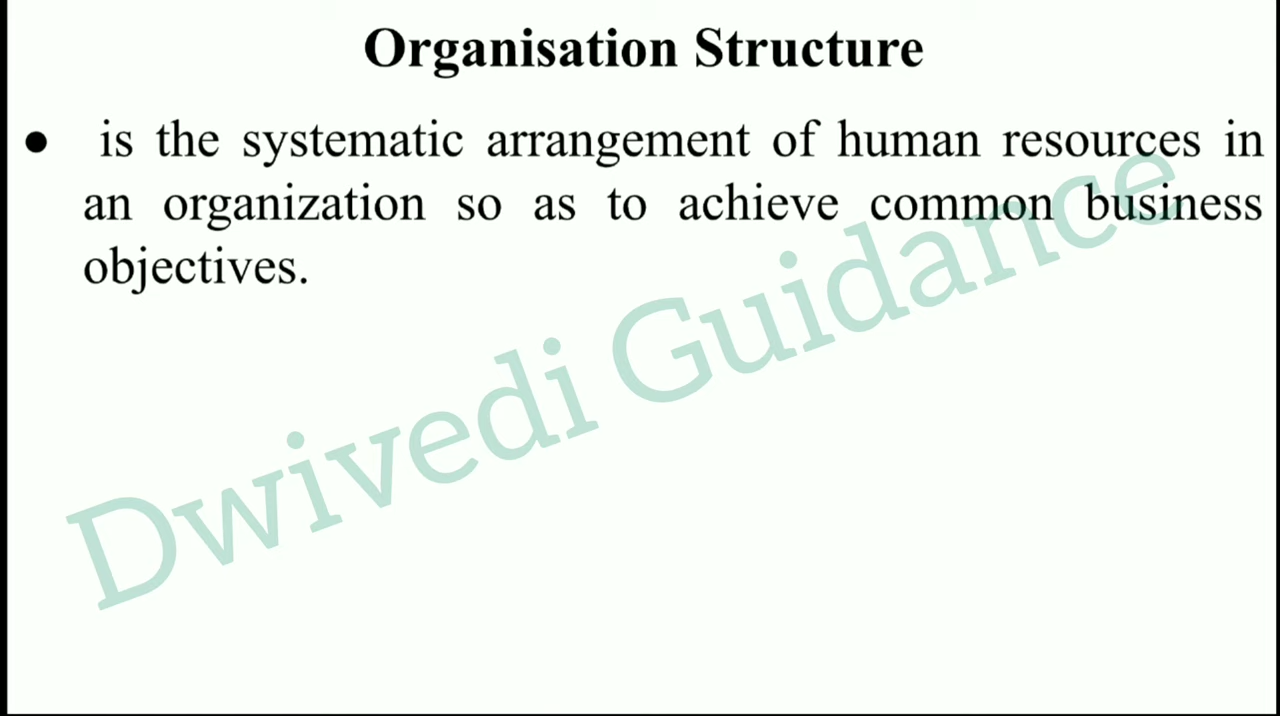 Organisation Structure
● is the systematic arrangement of human resources in
an organization so as to achieve common business
objectives.
Dwivedi Guidance